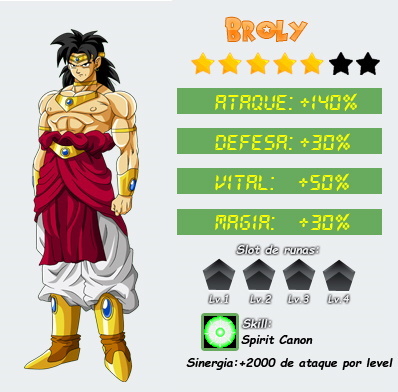 Broly
ATAQUE: +140%
DEFESA: +30%
VITAL: +50%
MAGIA: +30%
Slot de runas:
Lv.1 Lv.2 Lv.3 Lv.4
Skill:
Spirit Canon
Sinergia:+2000 de ataque por level